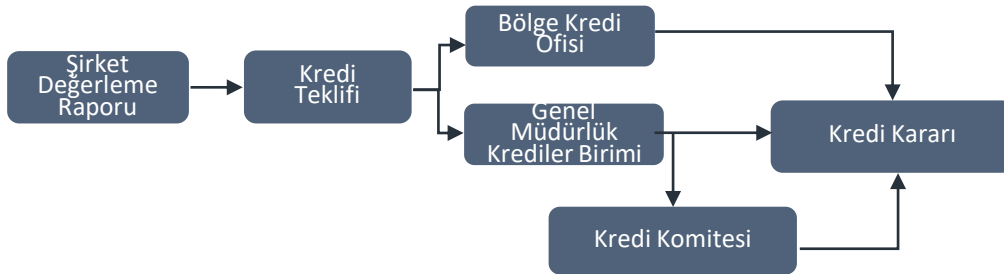 Şirket
Değerleme
Raporu
Kredi
Teklifi
Bölge Kredi
Ofisi
Genel
Müdürlük
Krediler Birimi
Kredi Kararı
Kredi Komitesi